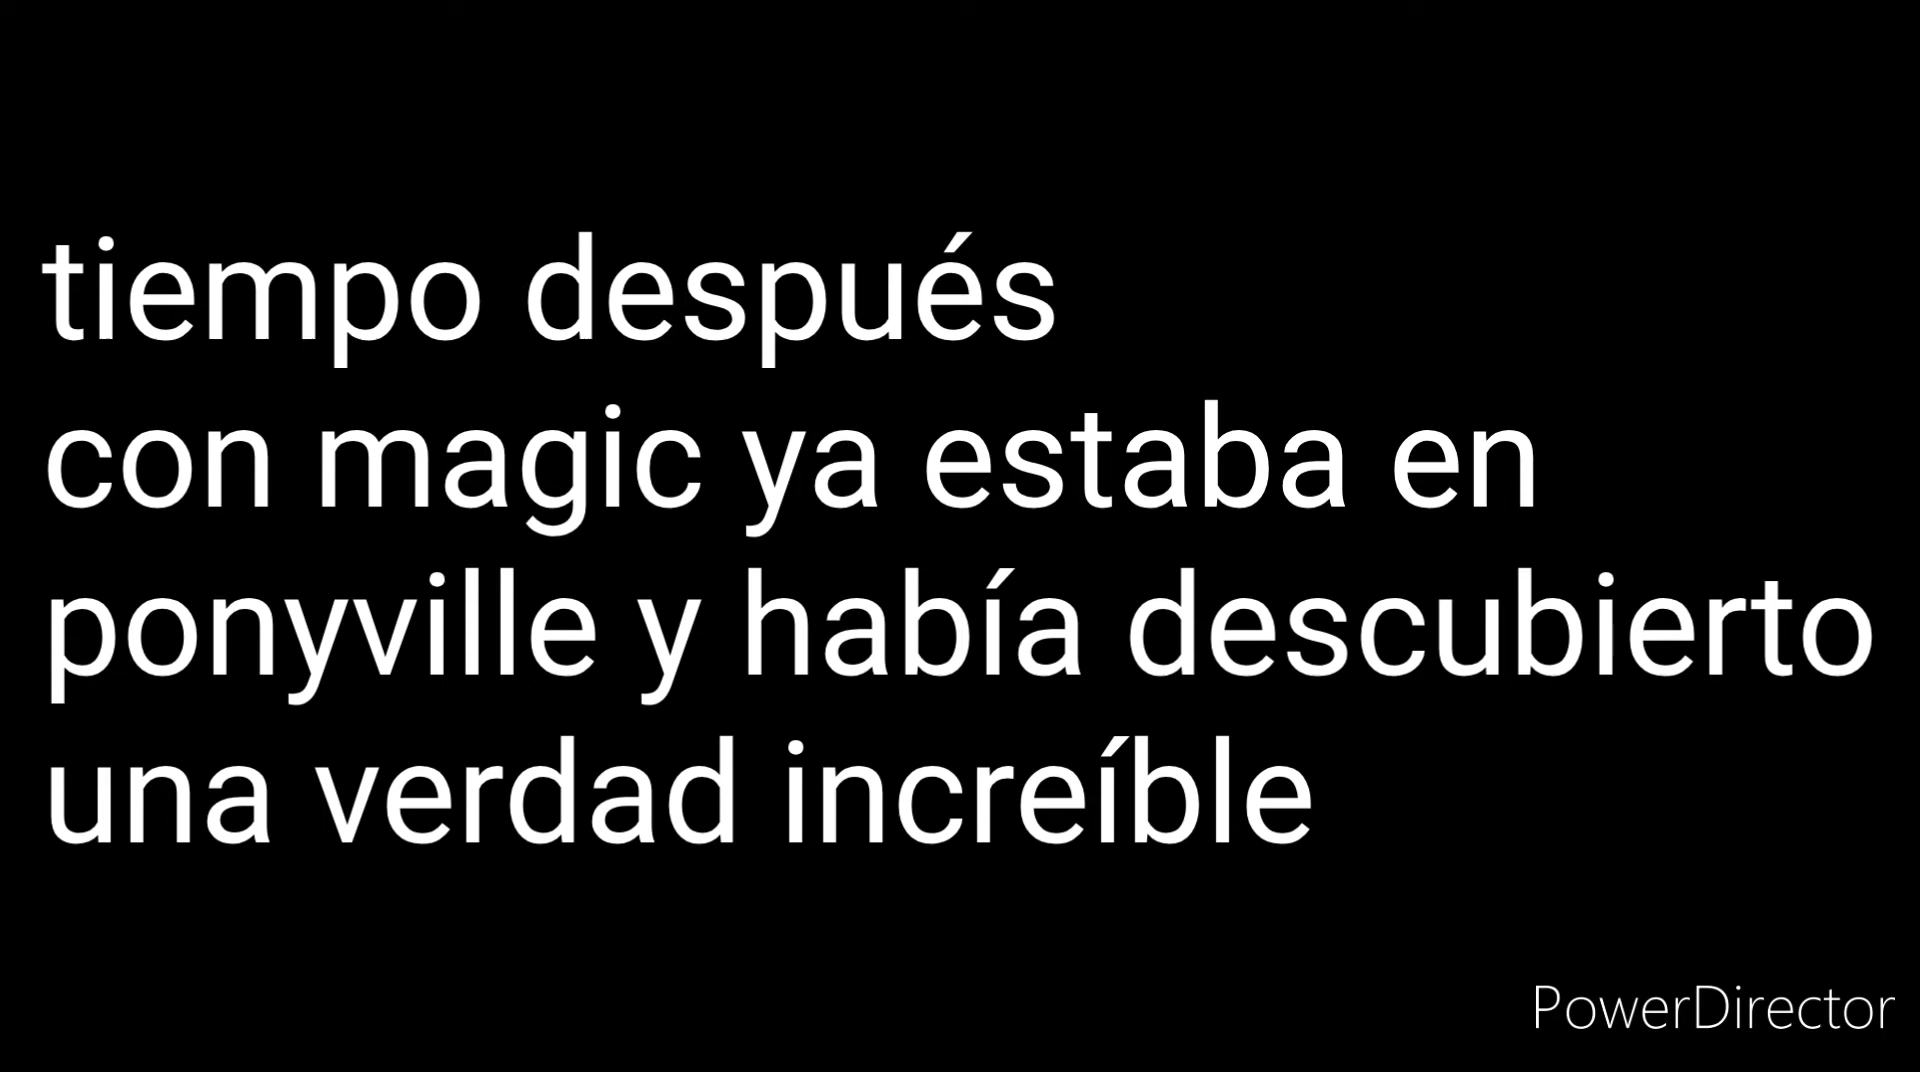 tiempo después
con magic ya estaba en
ponyville y había descubierto
una verdad increíble
PowerDirector